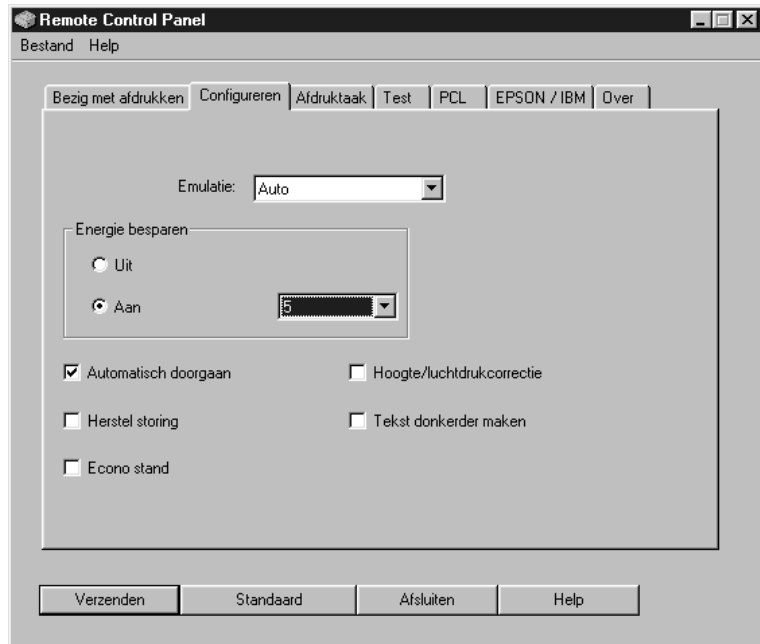 Remote Control Panel
Bestand Help
Bezig met afdrukken Configureren Afdruktaak Test PCL EPSON / IBM Over
Emulatie: Auto
Energie besparen
Uit
Aan 5
Automatisch doorgaan Hoogte/luchtdrukcorrectie
Herstel storing Tekst donkerder maken
Econo stand
Verzenden Standaard Afsluiten Help